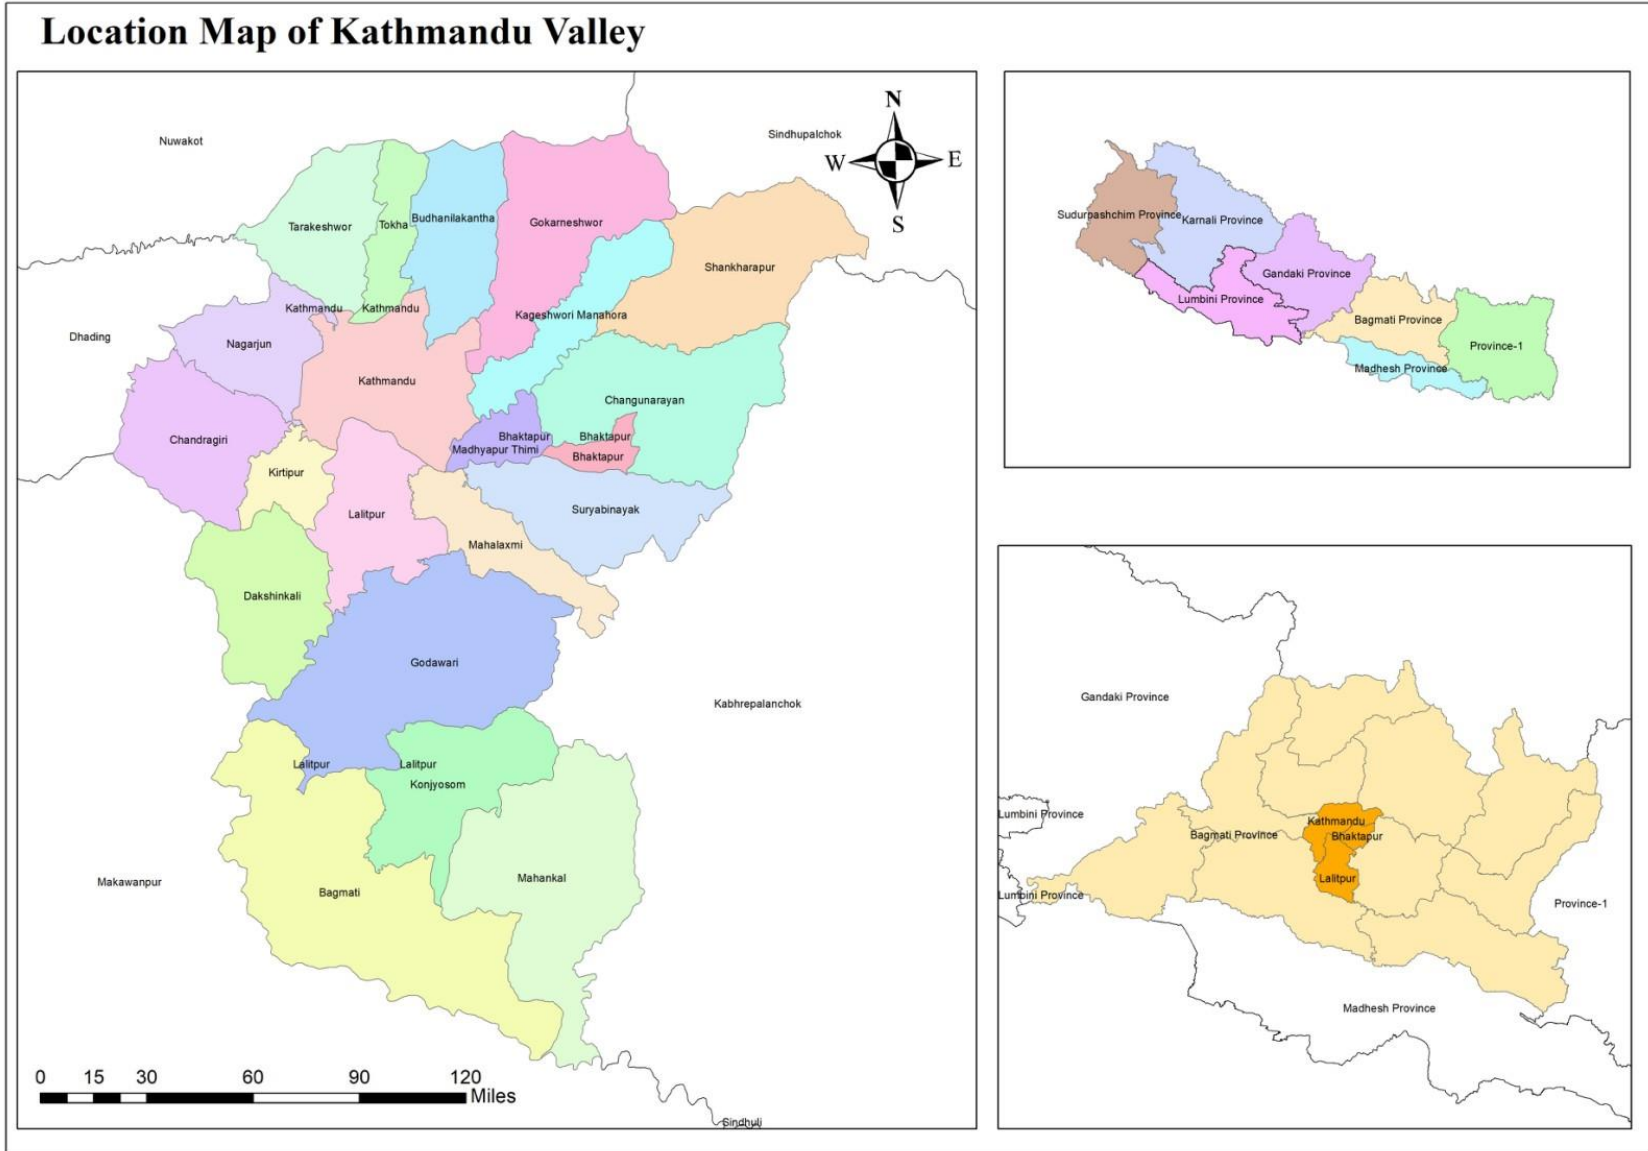 Location Map of Kathmandu Valley
N
W
E
S
Nuwakot
Sindhupalchok
Tarakeshwor
Tokha
Budhanilakantha
Gokarneshwor
Shankharapur
Kathmandu
Kathmandu
Kageshwori Manahora
Dhading
Nagarjun
Kathmandu
Changunarayan
Chandragiri
Bhaktapur
Bhaktapur
Madhyapur Thimi
Bhaktapur
Kirtipur
Lalitpur
Suryabinayak
Mahalaxmi
Dakshinkali
Godawari
Kabhrepalanchok
Lalitpur
Lalitpur
Konjyosom
Makawanpur
Bagmati
Mahankal
0 15 30 60 90 120
Miles
Sindhuli
Sudurpashchim Province
Karnali Province
Gandaki Province
Lumbini Province
Bagmati Province
Province-1
Madhesh Province
Gandaki Province
Lumbini Province
Kathmandu
Bagmati Province
Bhaktapur
Lalitpur
Lumbini Province
Province-1
Madhesh Province